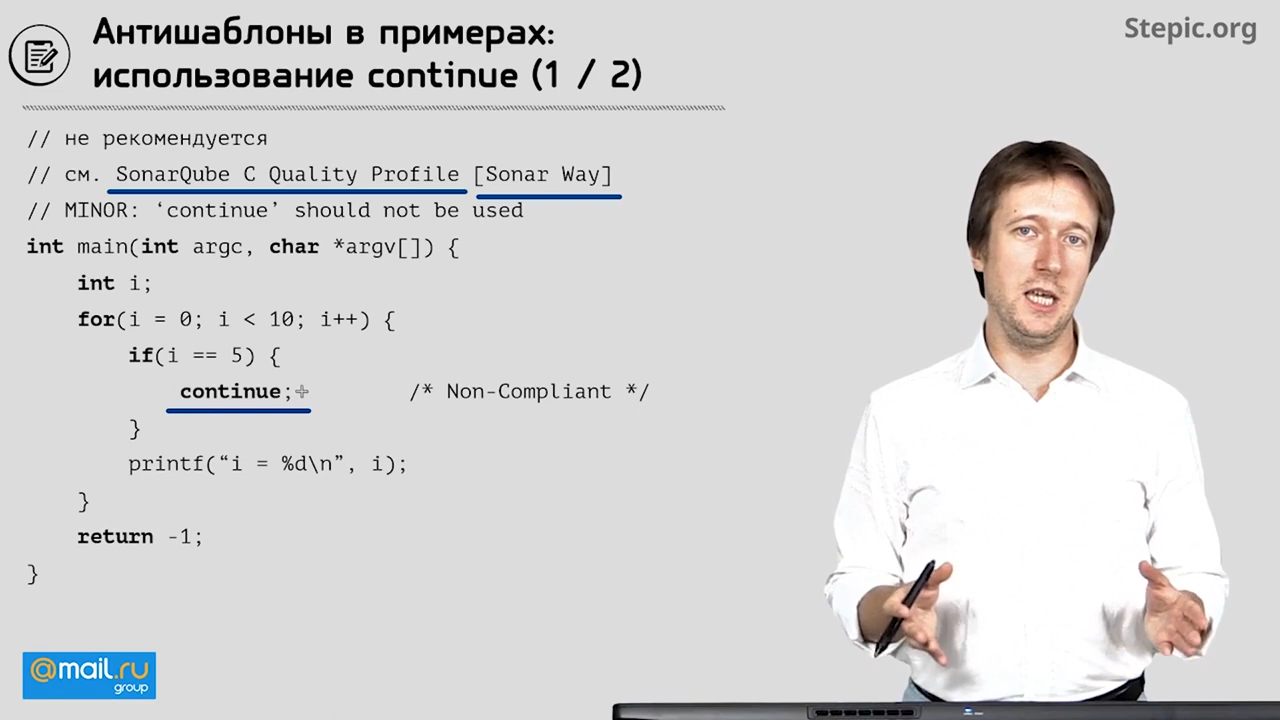 Антишаблоны в примерах:
использование continue (1 / 2)
Stepic.org
// не рекомендуется
// см. SonarQube C Quality Profile [Sonar Way]
// MINOR: ‘continue’ should not be used
int main(int argc, char *argv[]) {
int i;
for(i = 0; i < 10; i++) {
if(i == 5) {
continue; /* Non-Compliant */
}
printf(“i = %d\n”, i);
}
return -1;
}
@mail.ru
group